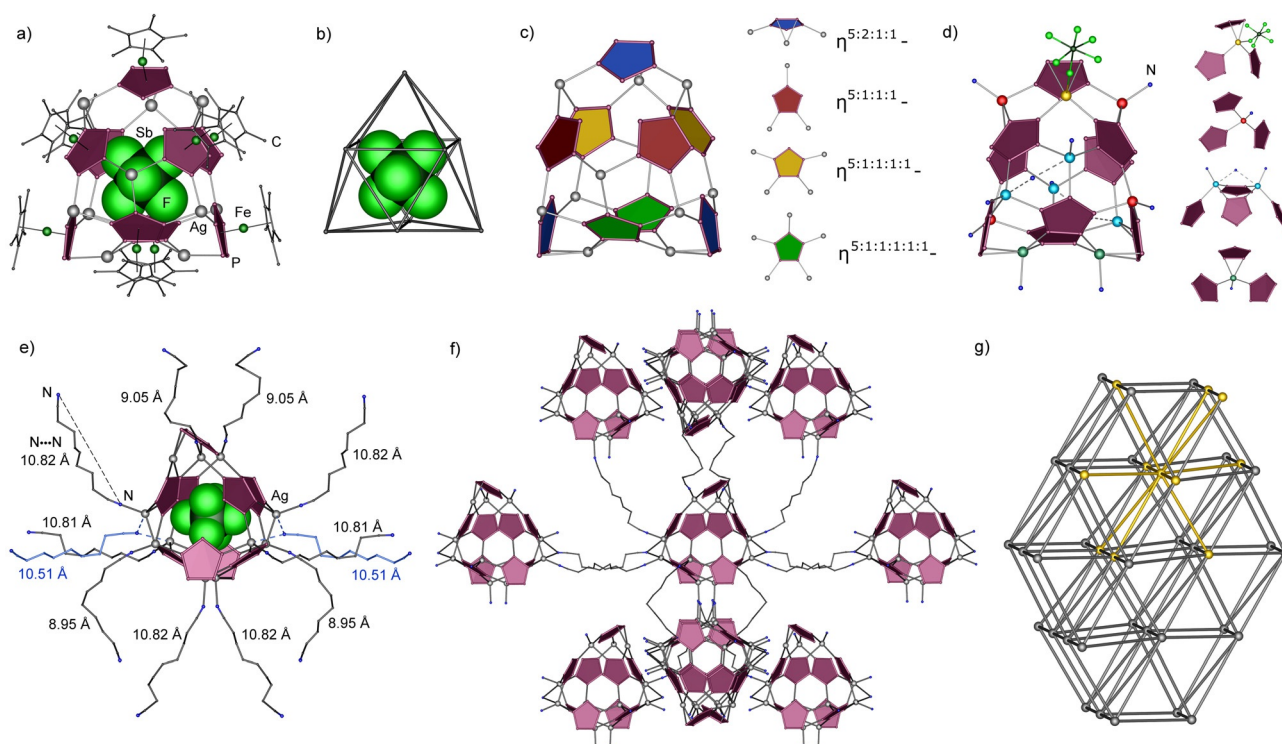 a)
Sb
C
F
Fe
Ag
P
b)
c)
η5:2:1:1-
η5:1:1:1-
η5:1:1:1:1-
η5:1:1:1:1:1-
d)
N
e)
9.05 Å
9.05 Å
N
N•••N
10.82 Å
10.82 Å
N
Ag
10.81 Å
10.81 Å
10.51 Å
10.51 Å
8.95 Å
10.82 Å
10.82 Å
8.95 Å
f)
g)